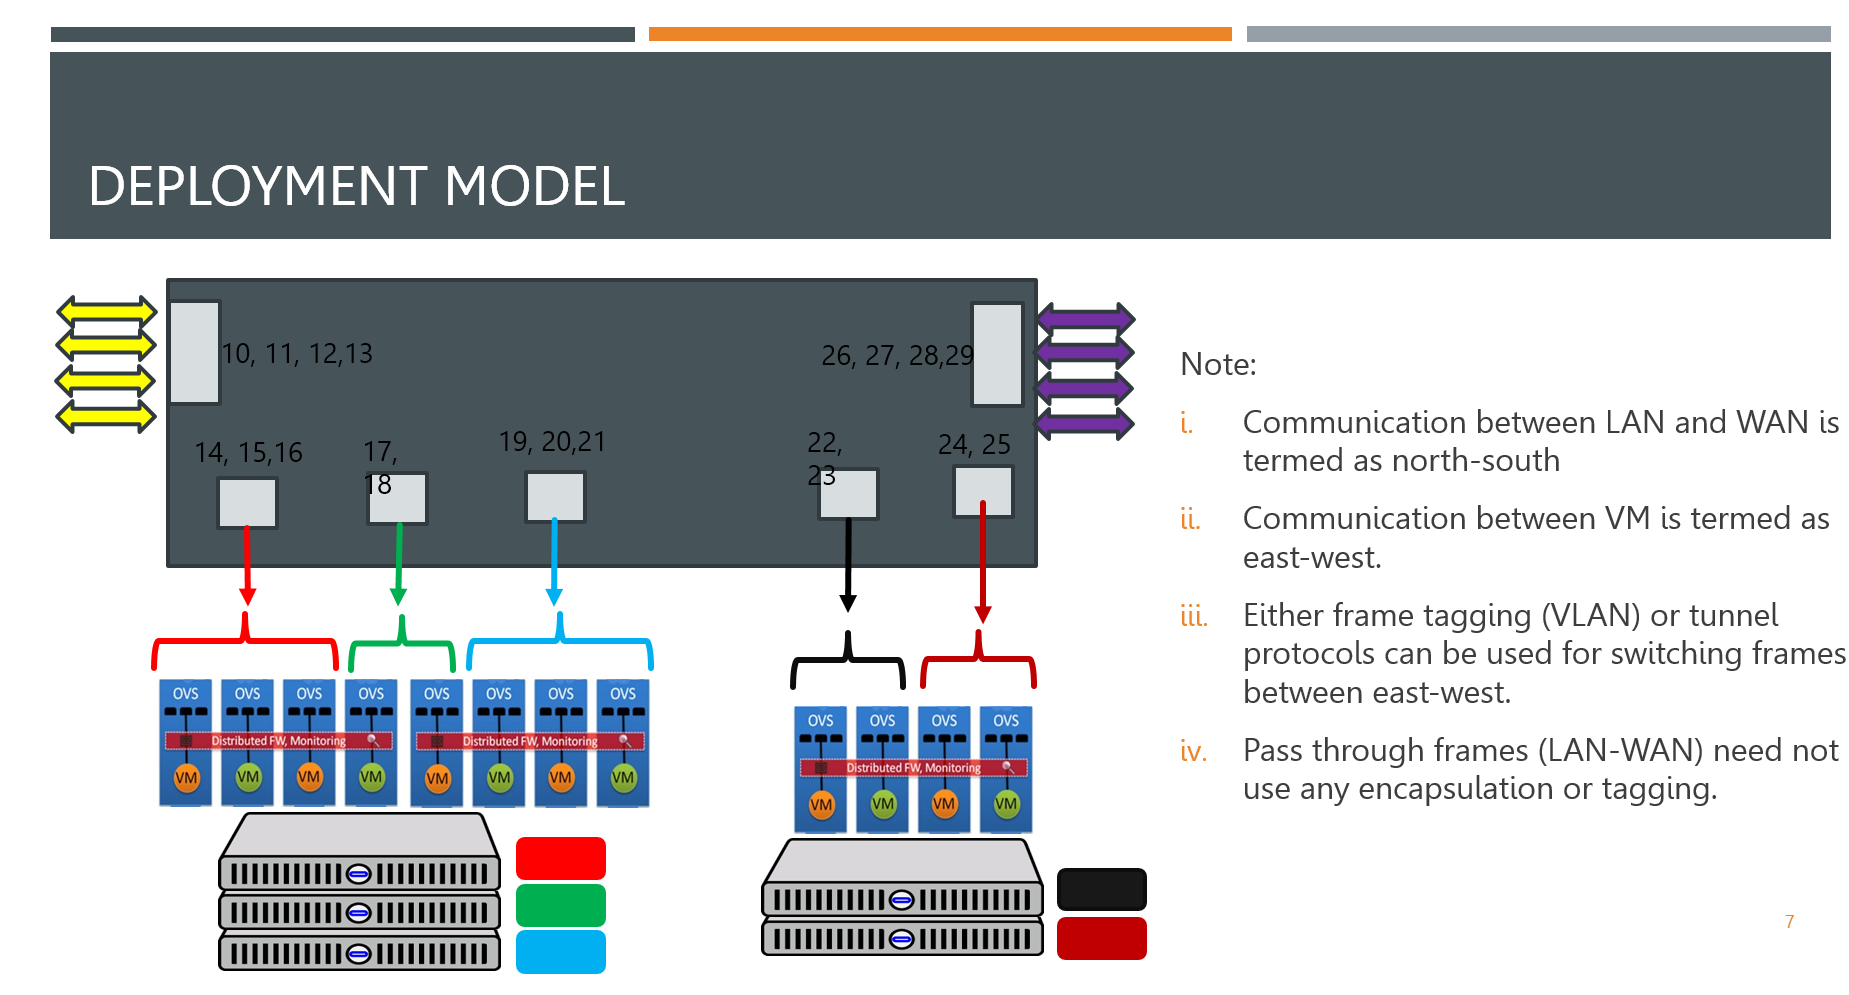 DEPLOYMENT MODEL
10, 11, 12,13
26, 27, 28,29
14, 15,16
17,
18
19, 20,21
22,
23
24, 25
OVS OVS OVS OVS OVS OVS OVS OVS
Distributed FW, Monitoring Distributed FW, Monitoring
VM VM VM VM VM VM VM VM
OVS OVS OVS OVS
Distributed FW, Monitoring
VM VM VM VM
Note:
i. Communication between LAN and WAN is
termed as north-south
ii. Communication between VM is termed as
east-west.
iii. Either frame tagging (VLAN) or tunnel
protocols can be used for switching frames
between east-west.
iv. Pass through frames (LAN-WAN) need not
use any encapsulation or tagging.
7